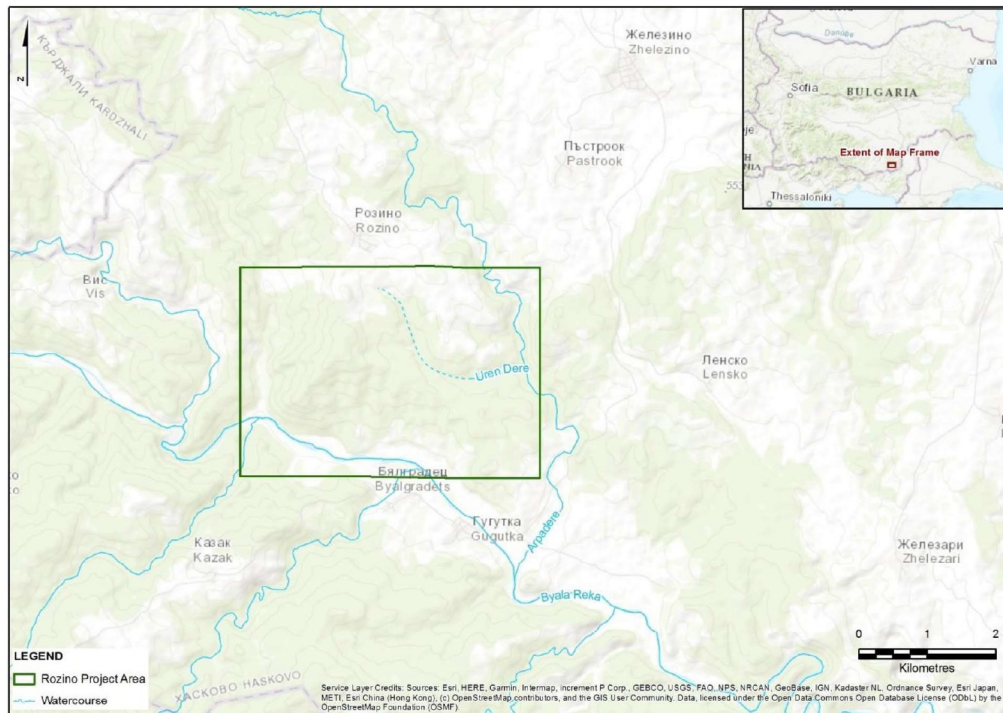 Железино
Zhelezino
КЪРДЖАЛИ KARDZHALI
z
Danube
Varna
Sofia
BULGARIA
Extent of Map Frame
Thessaloniki
Пъстроок
Pastrook
553
Розино
Rozino
Вис
Vis
Uren Dere
Ленско
Lensko
Бялградец
Byalgradets
Гугутка
Gugutka
Arpadere
Казак
Kazak
Железари
Zhelezari
Byala Reka
0 1 2
Kilometres
LEGEND
Rozino Project Area
Watercourse
ХАСКОВО HASKOVO
Service Layer Credits: Sources: Esri, HERE, Garmin, Intermap, increment P Corp., GEBCO, USGS, FAO, NPS, NRCAN, GeoBase, IGN, Kadaster NL, Ordnance Survey, Esri Japan,
METI, Esri China (Hong Kong), (c) OpenStreetMap contributors, and the GIS User Community. Data, licensed under the Open Data Commons Open Database License (ODbL) by the
OpenStreetMap Foundation (OSMF)